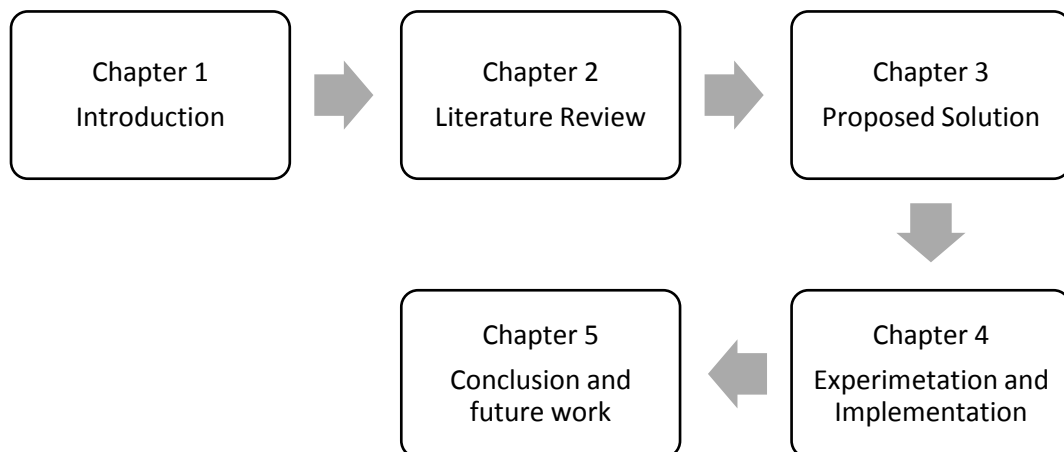 Chapter 1
Introduction
Chapter 2
Literature Review
Chapter 3
Proposed Solution
Chapter 4
Experimetation and
Implementation
Chapter 5
Conclusion and
future work